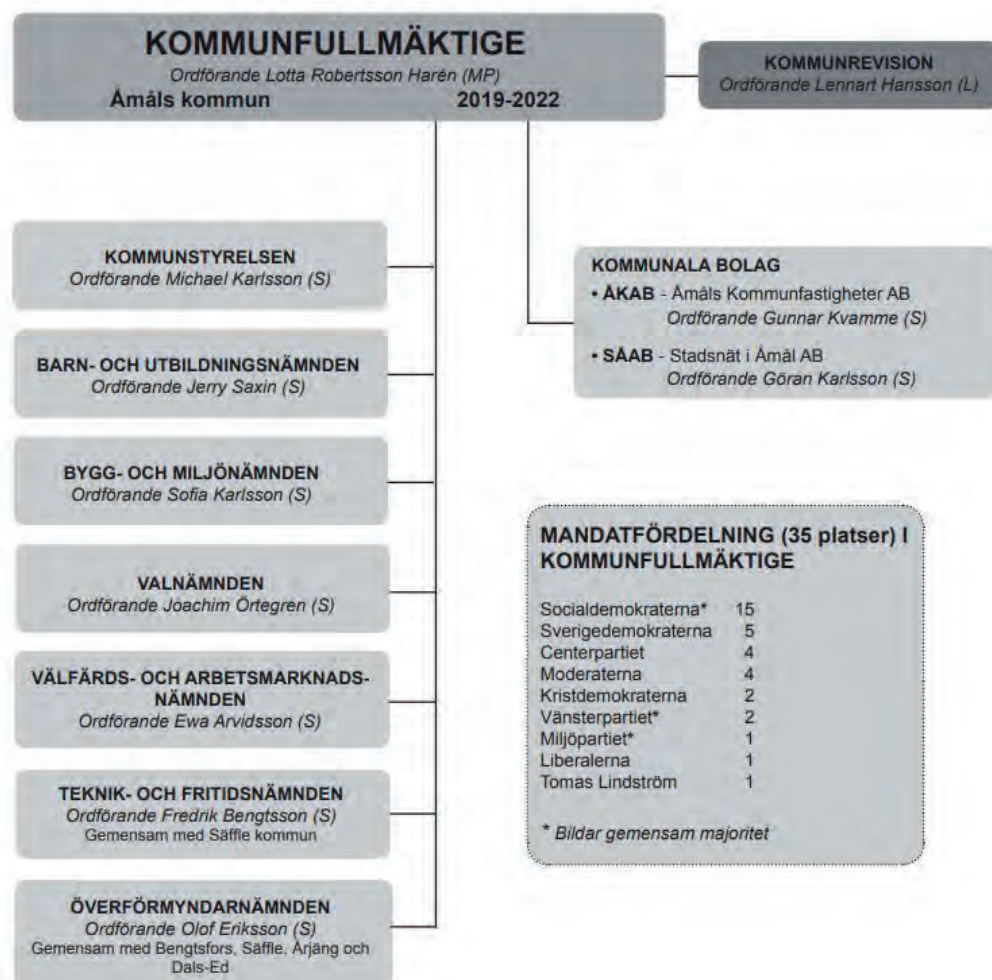 KOMMUNFULLMÄKTIGE
Ordförande Lotta Robertsson Harén (MP)
Åmåls kommun 2019-2022
KOMMUNREVISION
Ordförande Lennart Hansson (L)
KOMMUNSTYRELSEN
Ordförande Michael Karlsson (S)
BARN- OCH UTBILDNINGSNÄMNDEN
Ordförande Jerry Saxin (S)
BYGG- OCH MILJÖNÄMNDEN
Ordförande Sofia Karlsson (S)
VALNÄMNDEN
Ordförande Joachim Örtegren (S)
VÄLFÄRDS- OCH ARBETSMARKNADS-
NÄMNDEN
Ordförande Ewa Arvidsson (S)
TEKNIK- OCH FRITIDSNÄMNDEN
Ordförande Fredrik Bengtsson (S)
Gemensam med Säffle kommun
ÖVERFÖRMYNDARNÄMNDEN
Ordförande Olof Eriksson (S)
Gemensam med Bengtsfors, Säffle, Årjäng och
Dals-Ed
KOMMUNALA BOLAG
• ÅKAB - Åmåls Kommunfastigheter AB
Ordförande Gunnar Kvamme (S)
• SÅAB - Stadsnät i Åmål AB
Ordförande Göran Karlsson (S)
MANDATFÖRDELNING (35 platser) I
KOMMUNFULLMÄKTIGE
Socialdemokraterna* 15
Sverigedemokraterna 5
Centerpartiet 4
Moderaterna 4
Kristdemokraterna 2
Vänsterpartiet* 2
Miljöpartiet* 1
Liberalerna 1
Tomas Lindström 1
* Bildar gemensam majoritet